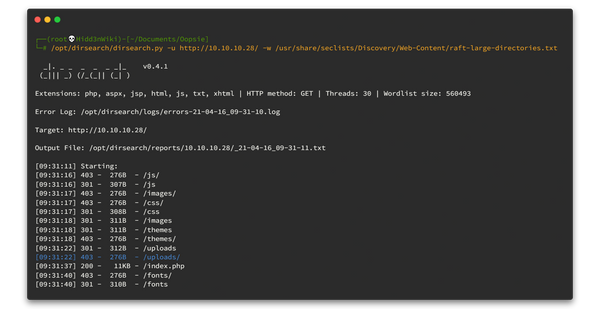 ┌──(root💀Hidd3nWiki)-[~/Documents/Oopsie]
└─# /opt/dirsearch/dirsearch.py -u http://10.10.10.28/ -w /usr/share/seclists/Discovery/Web-Content/raft-large-directories.txt
_|. _ _ _ _ _ _|_ v0.4.1
(_||| _) (/_(_|| (_| )
Extensions: php, aspx, jsp, html, js, txt, xhtml | HTTP method: GET | Threads: 30 | Wordlist size: 560493
Error Log: /opt/dirsearch/logs/errors-21-04-16_09-31-10.log
Target: http://10.10.10.28/
Output File: /opt/dirsearch/reports/10.10.10.28/_21-04-16_09-31-11.txt
[09:31:11] Starting:
[09:31:16] 403 - 276B - /js/
[09:31:16] 301 - 307B - /js
[09:31:17] 403 - 276B - /images/
[09:31:17] 403 - 276B - /css/
[09:31:17] 301 - 308B - /css
[09:31:18] 301 - 311B - /images
[09:31:18] 301 - 311B - /themes
[09:31:18] 403 - 276B - /themes/
[09:31:22] 301 - 312B - /uploads
[09:31:22] 403 - 276B - /uploads/
[09:31:37] 200 - 11KB - /index.php
[09:31:40] 403 - 276B - /fonts/
[09:31:40] 301 - 310B - /fonts